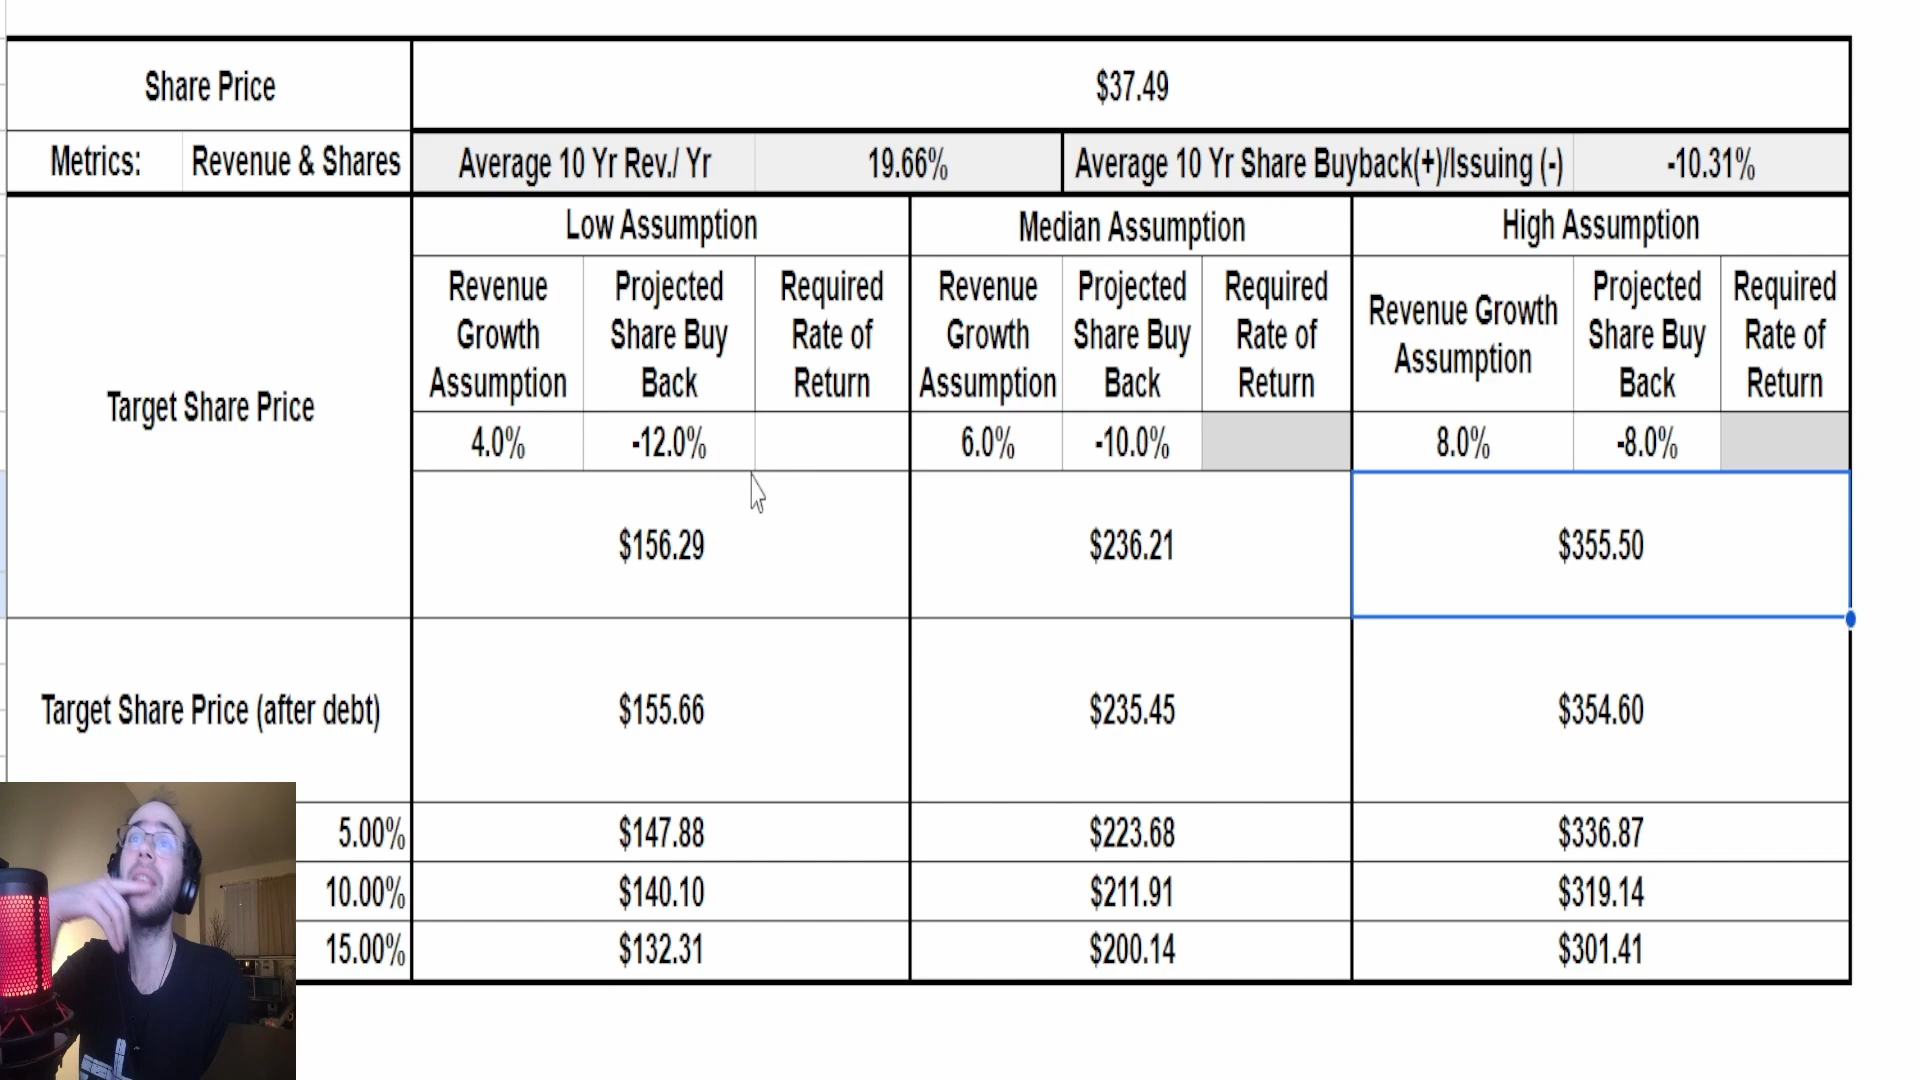 Share Price $37.49
Metrics: Revenue & Shares Average 10 Yr Rev./ Yr 19.66% Average 10 Yr Share Buyback(+)/Issuing (-) -10.31%
Target Share Price
Low Assumption Median Assumption High Assumption
Revenue Growth Assumption Projected Share Buy Back Required Rate of Return Revenue Growth Assumption Projected Share Buy Back Required Rate of Return Revenue Growth Assumption Projected Share Buy Back Required Rate of Return
4.0% -12.0% 6.0% -10.0% 8.0% -8.0%
$156.29 $236.21 $355.50
Target Share Price (after debt) $155.66 $235.45 $354.60
5.00% $147.88 $223.68 $336.87
10.00% $140.10 $211.91 $319.14
15.00% $132.31 $200.14 $301.41